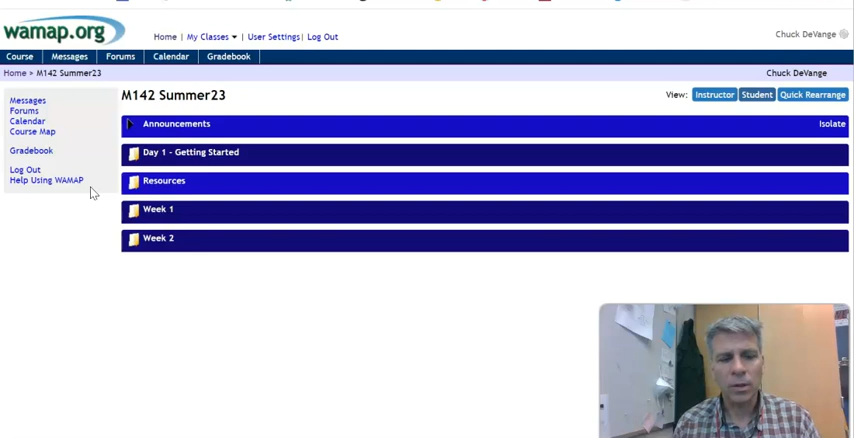 wamap.org
Home | My Classes | User Settings | Log Out
Chuck DeVange
Course Messages Forums Calendar Gradebook
Home > M142 Summer23
Chuck DeVange
Messages
Forums
Calendar
Course Map
Gradebook
Log Out
Help Using WAMAP
M142 Summer23
View: Instructor Student Quick Rearrange
Announcements
Isolate
Day 1 - Getting Started
Resources
Week 1
Week 2